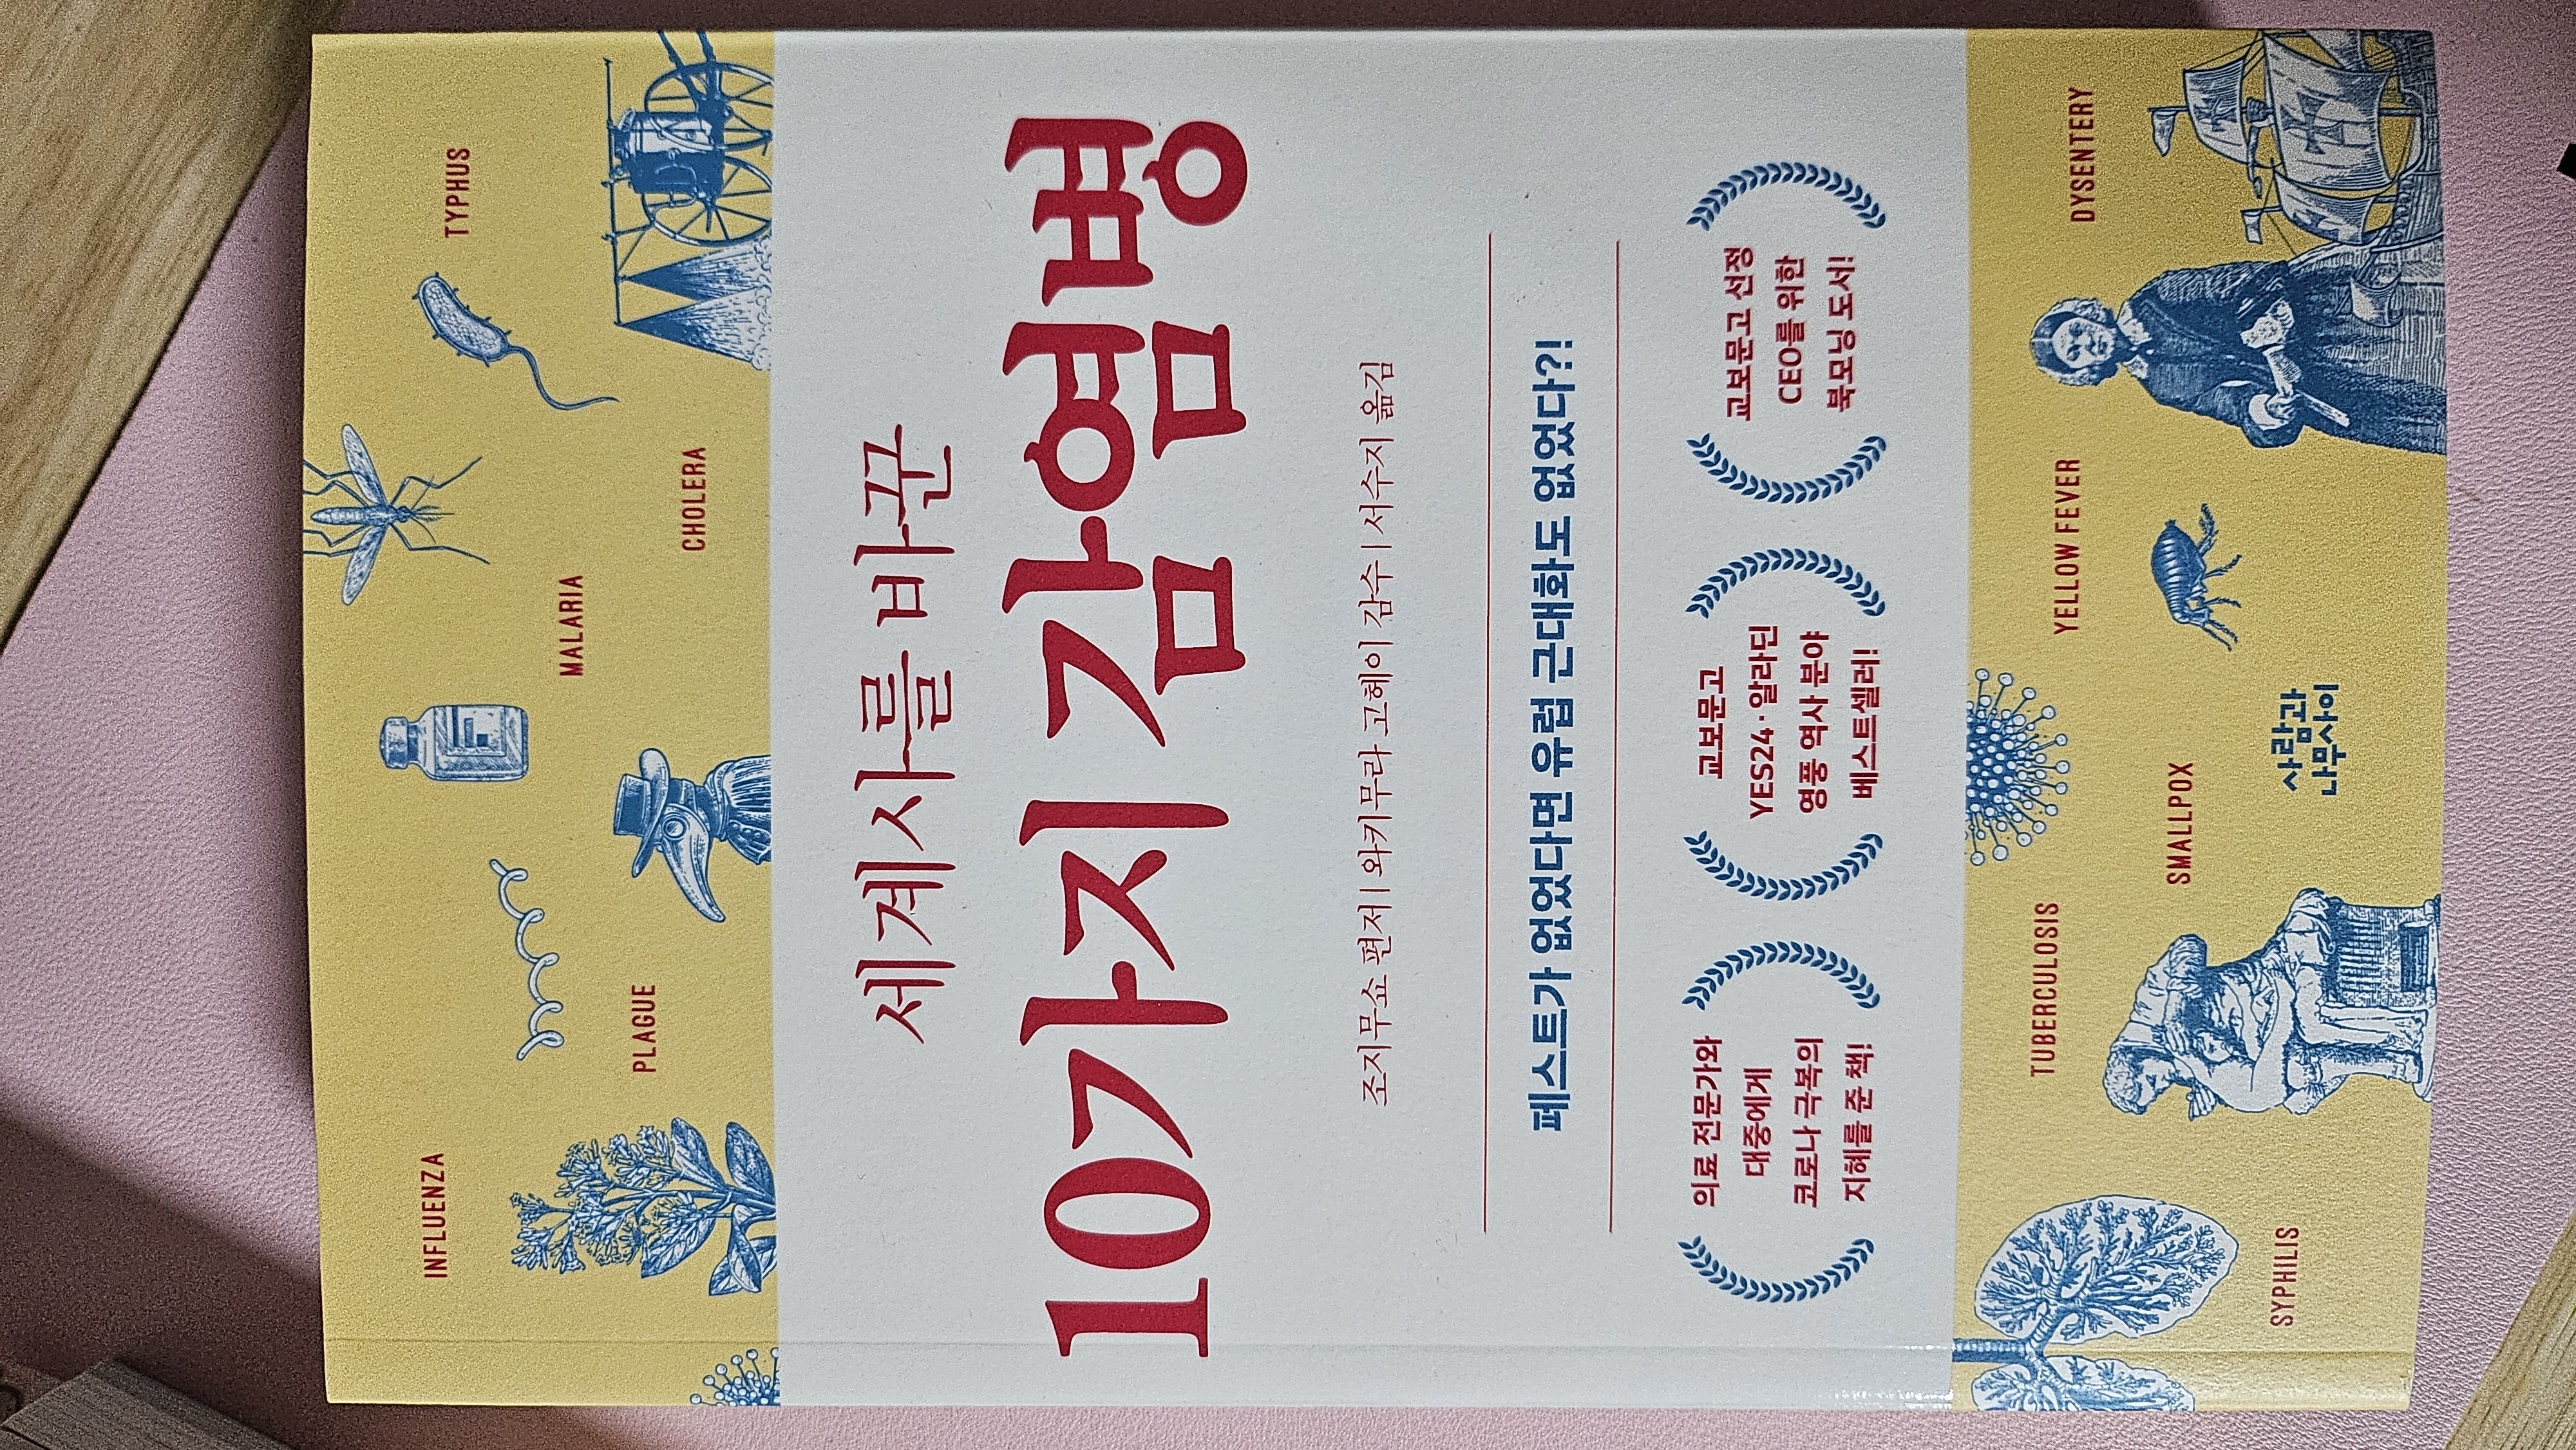 TYPHUS
CHOLERA
MALARIA
PLAGUE
INFLUENZA
세계사를 바꾼
10가지 감염병
조지무쇼 편저 | 와키무라 고헤이 감수 | 서수지 옮김
페스트가 없었다면 유럽 근대화도 없었다?!
의료 전문가와
대중에게
코로나 극복의
지혜를 준 책!
교보문고
YES24·알라딘
영풍 역사 분야
베스트셀러!
교보문고 선정
CEO를 위한
북모닝 도서!
DYSENTERY
YELLOW FEVER
TUBERCULOSIS
SMALLPOX
SYPHILIS
사람과
나무사이